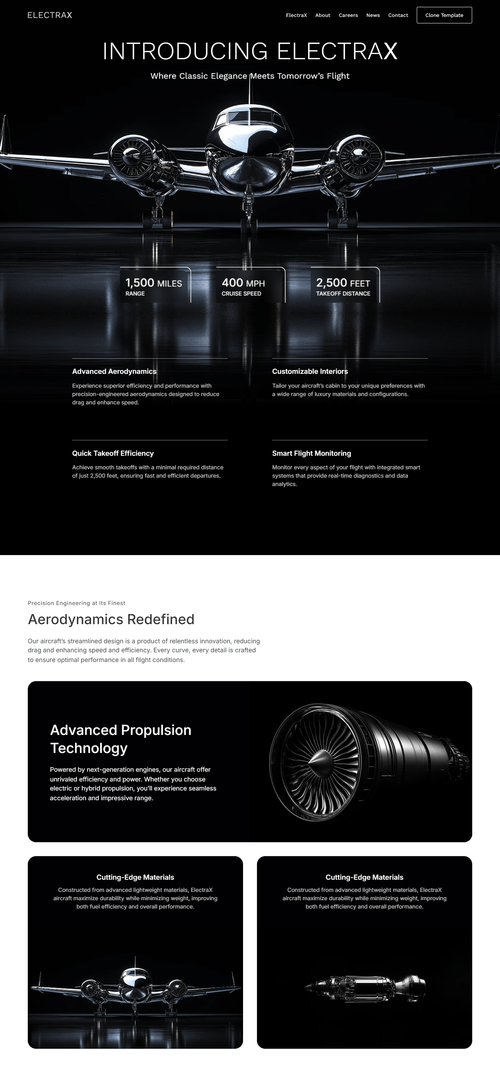 ELECTRAX
ElectraX About Careers News Contact Clone Template
INTRODUCING ELECTRAX
Where Classic Elegance Meets Tomorrow's Flight
1,500 MILES
RANGE
400 MPH
CRUISE SPEED
2,500 FEET
TAKEOFF DISTANCE
Advanced Aerodynamics
Experience superior efficiency and performance with
precision-engineered aerodynamics designed to reduce
drag and enhance speed.
Customizable Interiors
Tailor your aircraft's cabin to your unique preferences with
a wide range of luxury materials and configurations.
Quick Takeoff Efficiency
Achieve smooth takeoffs with a minimal required distance
of just 2,500 feet, ensuring fast and efficient departures.
Smart Flight Monitoring
Monitor every aspect of your flight with integrated smart
systems that provide real-time diagnostics and data
analytics.
Precision Engineering at Its Finest
Aerodynamics Redefined
Our aircraft's streamlined design is a product of relentless innovation, reducing
drag and enhancing speed and efficiency. Every curve, every detail is crafted
to ensure optimal performance in all flight conditions.
Advanced Propulsion
Technology
Powered by next-generation engines, our aircraft offer
unrivaled efficiency and power. Whether you choose
electric or hybrid propulsion, you'll experience seamless
acceleration and impressive range.
Cutting-Edge Materials
Constructed from advanced lightweight materials, ElectraX
aircraft maximize durability while minimizing weight, improving
both fuel efficiency and overall performance.
Cutting-Edge Materials
Constructed from advanced lightweight materials, ElectraX
aircraft maximize durability while minimizing weight, improving
both fuel efficiency and overall performance.